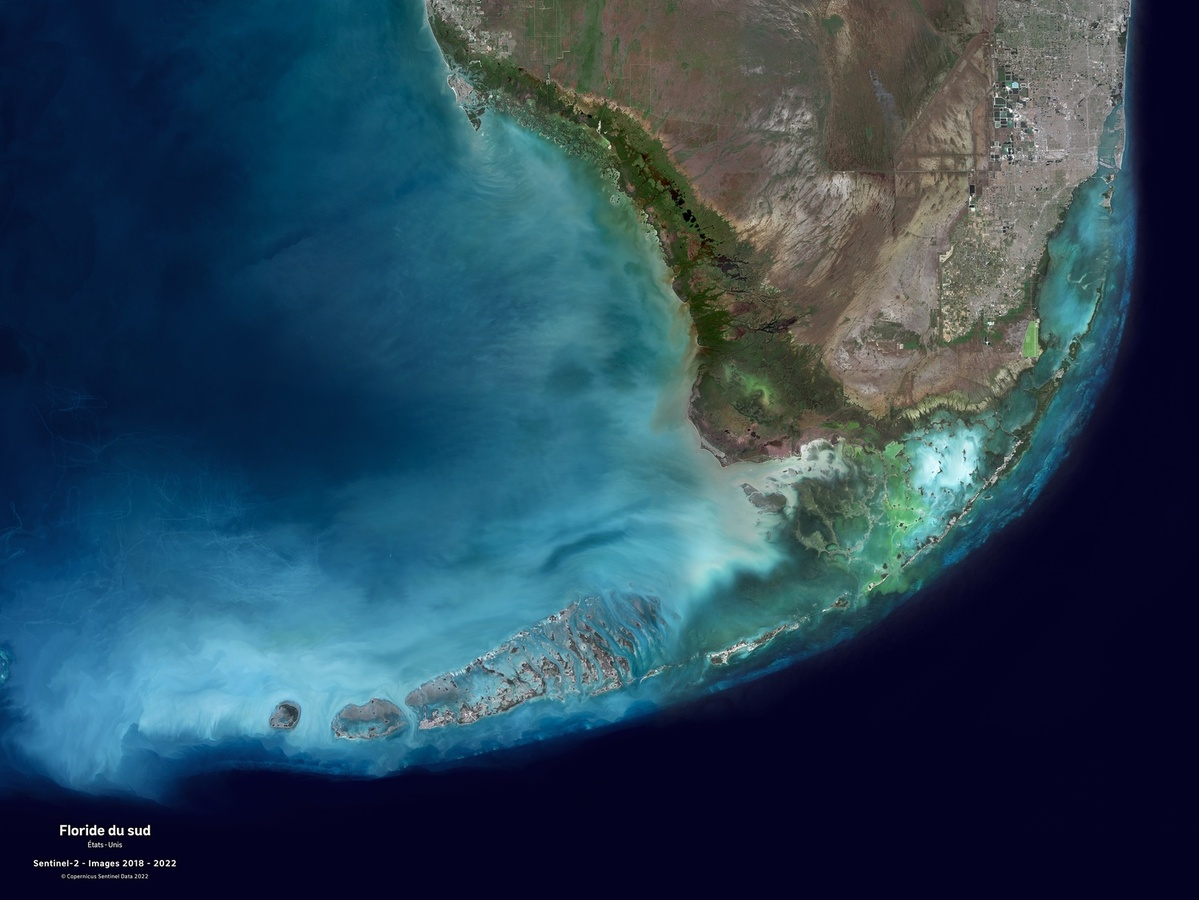 Floride du sud
États - Unis
Sentinel-2 - Images 2018 - 2022
© Copernicus Sentinel Data 2022